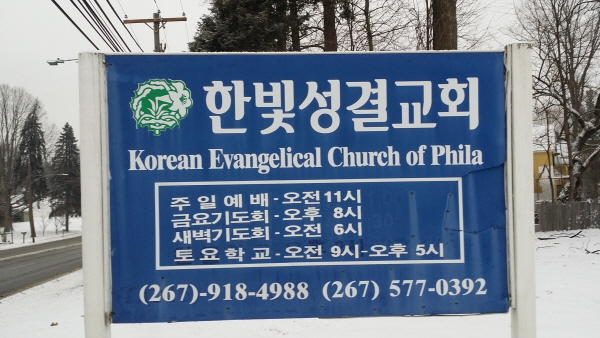 한빛성결교회
Korean Evangelical Church of Phila
주일예배 - 오전 11시
금요기도회 - 오후 8시
새벽기도회 - 오전 6시
토요학교 - 오전 9시 - 오후 5시
(267)-918-4988 (267) 577-0392